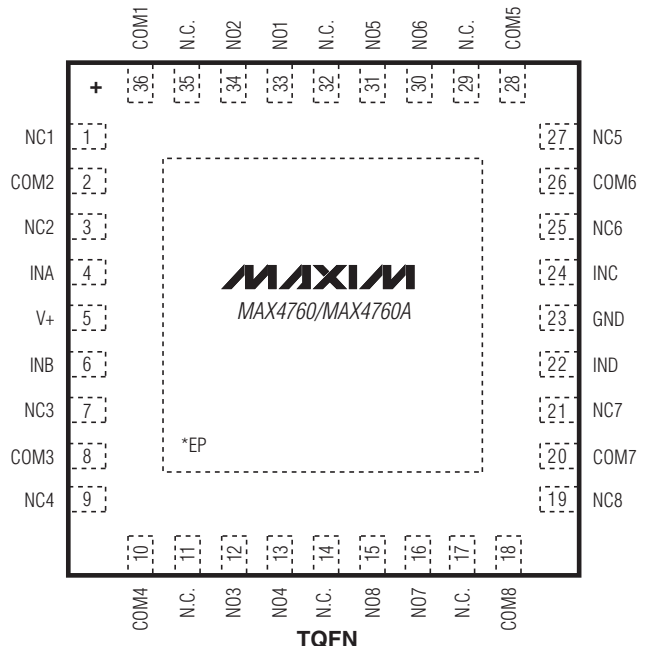 COM1 N.C. NO2 NO1 N.C. NO5 NO6 N.C. COM5
+ 36 35 34 33 32 31 30 29 28
NC1 1 27 NC5
COM2 2 26 COM6
NC2 3 25 NC6
INA 4 24 INC
V+ 5 23 GND
INB 6 22 IND
NC3 7 21 NC7
COM3 8 20 COM7
NC4 9 19 NC8
MAXIM
MAX4760/MAX4760A
*EP
10 11 12 13 14 15 16 17 18
COM4 N.C. NO3 NO4 N.C. NO8 NO7 N.C. COM8
TQFN